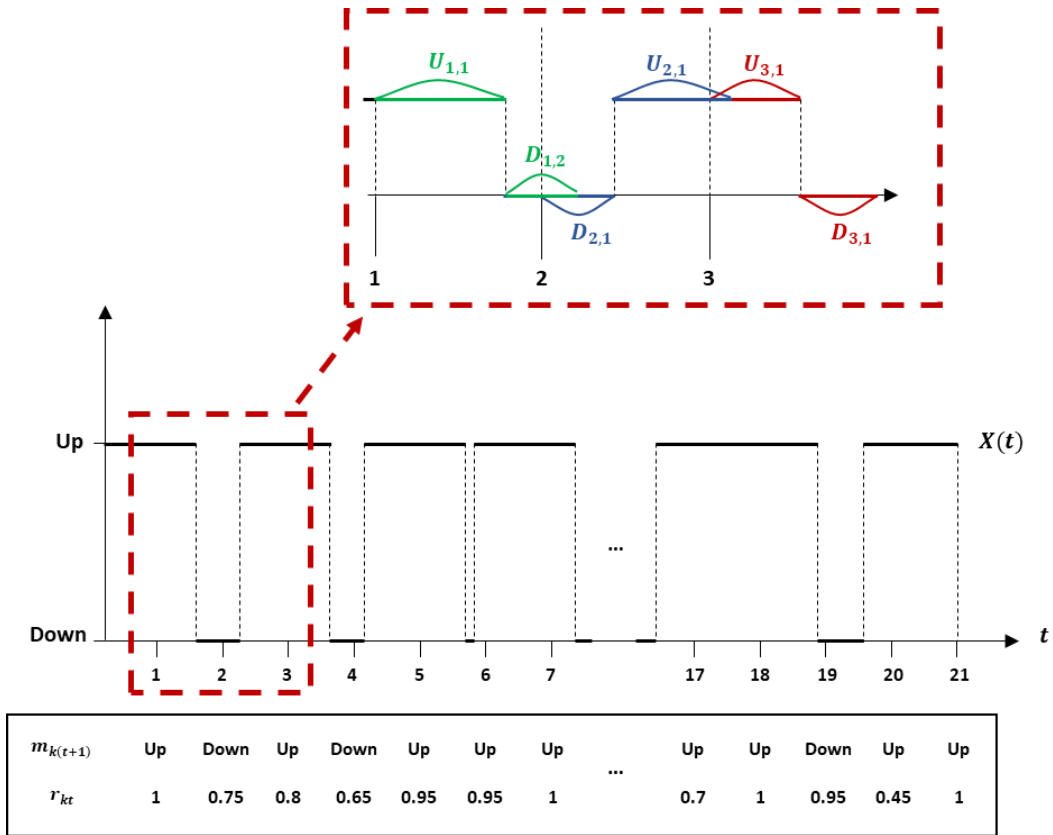 U1,1 U2,1 U3,1
D1,2
D2,1 D3,1
1 2 3
Up X(t)
...
Down t
1 2 3 4 5 6 7 17 18 19 20 21
mk(t+1) Up Down Up Down Up Up Up ... Up Up Down Up Up
rkt 1 0.75 0.8 0.65 0.95 0.95 1 0.7 1 0.95 0.45 1